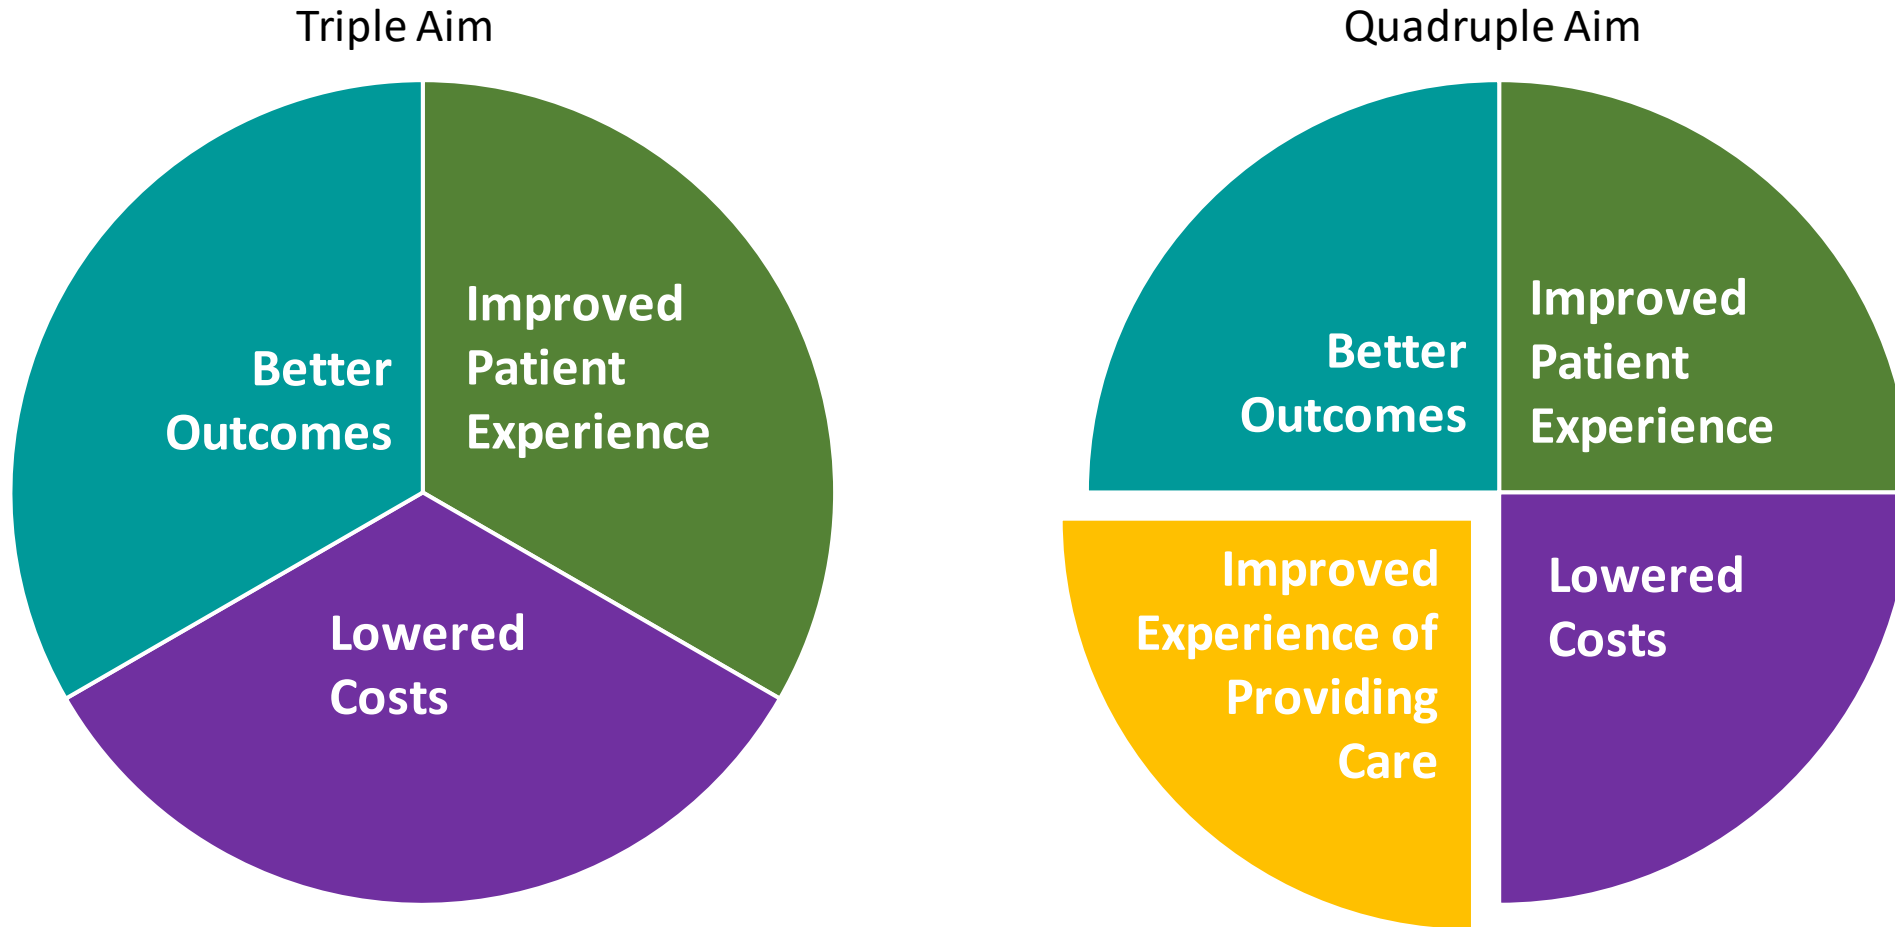 Triple Aim
Better
Outcomes
Improved
Patient
Experience
Lowered
Costs
Quadruple Aim
Better
Outcomes
Improved
Patient
Experience
Improved
Experience of
Providing
Care
Lowered
Costs